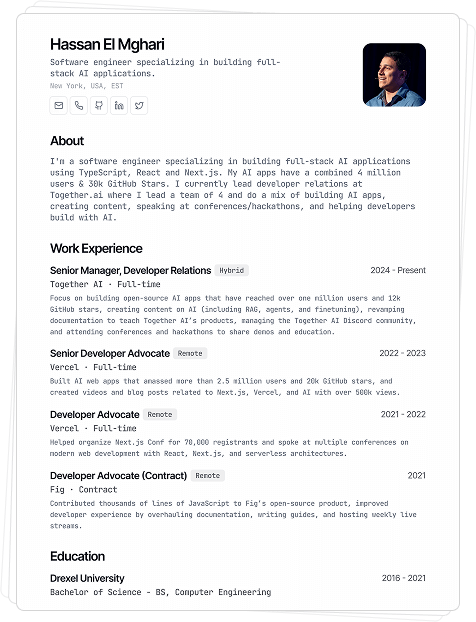 Hassan El Mghari
Software engineer specializing in building full-
stack AI applications.
New York, USA, EST
About
I'm a software engineer specializing in building full-stack AI applications
using TypeScript, React and Next.js. My AI apps have a combined 4 million
users & 30k GitHub Stars. I currently lead developer relations at
Together.ai where I lead a team of 4 and do a mix of building AI apps,
creating content, speaking at conferences/hackathons, and helping developers
build with AI.
Work Experience
Senior Manager, Developer Relations Hybrid 2024 - Present
Together AI · Full-time
Focus on building open-source AI apps that have reached over one million users and 12k
GitHub stars, creating content on AI (including RAG, agents, and finetuning), revamping
documentation to teach Together AI's products, managing the Together AI Discord community,
and attending conferences and hackathons to share demos and education.
Senior Developer Advocate Remote 2022 - 2023
Vercel · Full-time
Built AI web apps that amassed more than 2.5 million users and 20k GitHub stars, and
created videos and blog posts related to Next.js, Vercel, and AI with over 500k views.
Developer Advocate Remote 2021 - 2022
Vercel · Full-time
Helped organize Next.js Conf for 70,000 registrants and spoke at multiple conferences on
modern web development with React, Next.js, and serverless architectures.
Developer Advocate (Contract) Remote 2021
Fig · Contract
Contributed thousands of lines of JavaScript to Fig's open-source product, improved
developer experience by overhauling documentation, writing guides, and hosting weekly live
streams.
Education
Drexel University 2016 - 2021
Bachelor of Science - BS, Computer Engineering